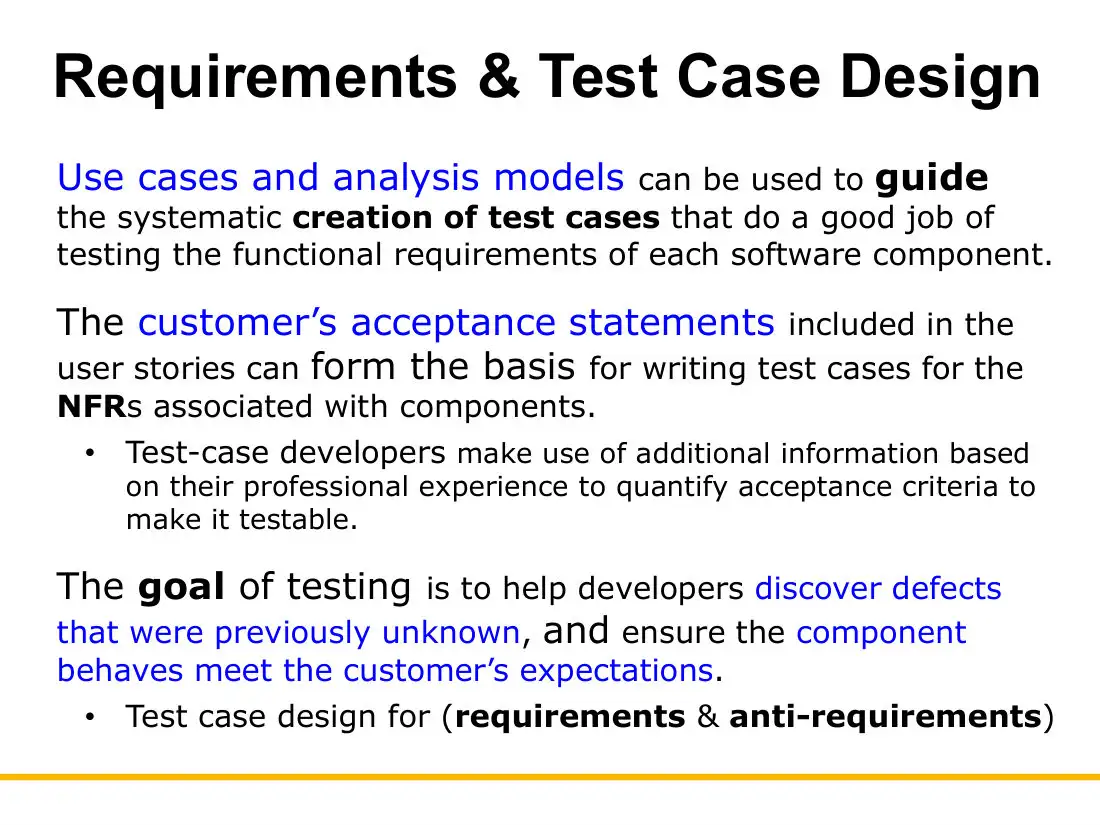 Requirements & Test Case Design
Use cases and analysis models can be used to guide
the systematic creation of test cases that do a good job of
testing the functional requirements of each software component.
The customer’s acceptance statements included in the
user stories can form the basis for writing test cases for the
NFRs associated with components.
• Test-case developers make use of additional information based
on their professional experience to quantify acceptance criteria to
make it testable.
The goal of testing is to help developers discover defects
that were previously unknown, and ensure the component
behaves meet the customer’s expectations.
• Test case design for (requirements & anti-requirements)